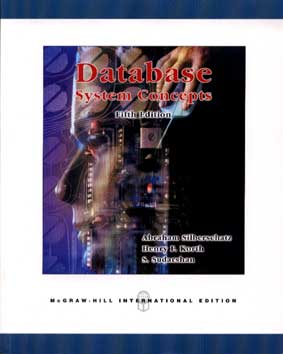 Database
System Concepts
Fifth Edition
Abraham Silberschatz
Henry F. Korth
S. Sudarshan
McGRAW-HILL INTERNATIONAL EDITION